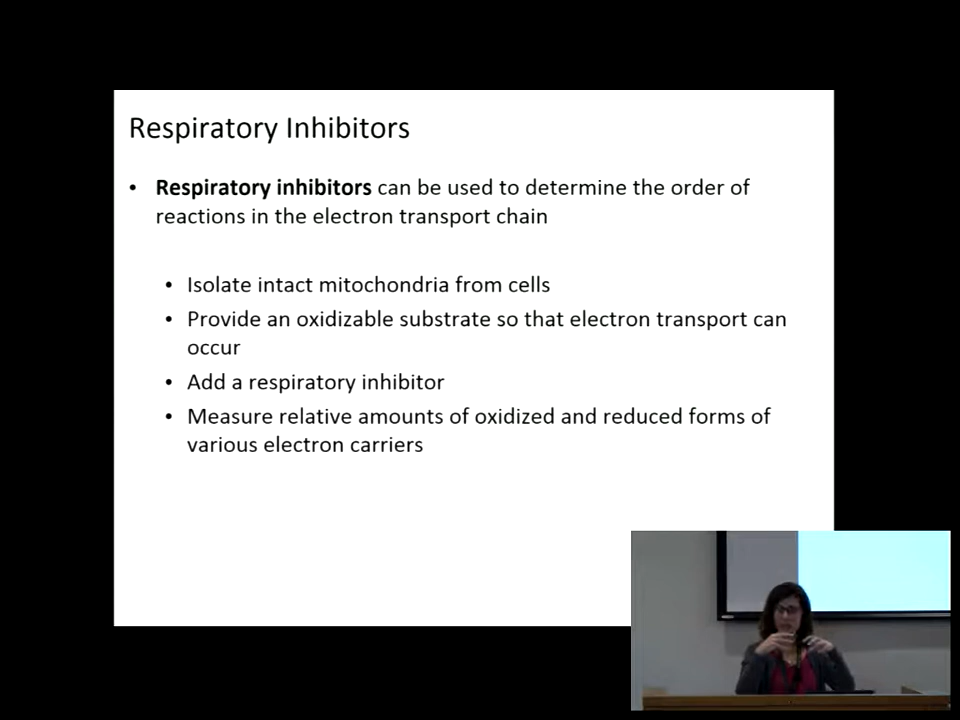 Respiratory Inhibitors
• Respiratory inhibitors can be used to determine the order of
reactions in the electron transport chain
• Isolate intact mitochondria from cells
• Provide an oxidizable substrate so that electron transport can
occur
• Add a respiratory inhibitor
• Measure relative amounts of oxidized and reduced forms of
various electron carriers